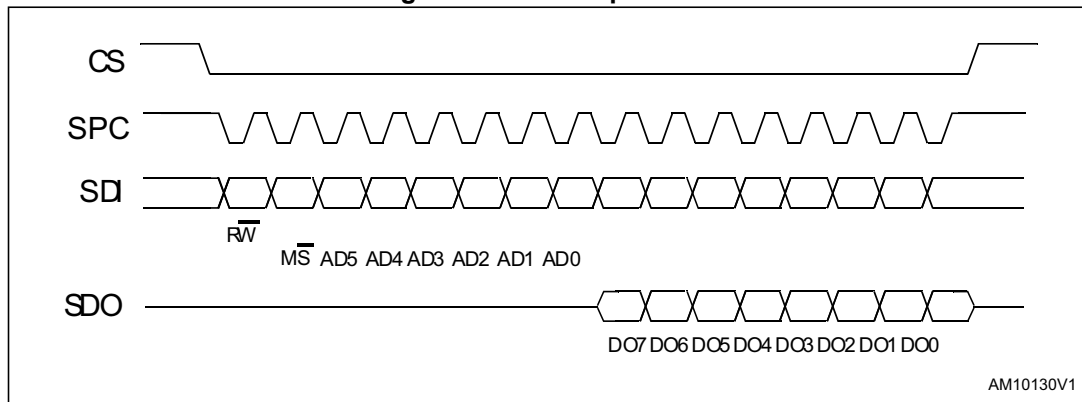 CS
SPC
SDI
RW
MS AD5 AD4 AD3 AD2 AD1 AD0
SDO
DO7 DO6 DO5 DO4 DO3 DO2 DO1 DO0
AM10130V1